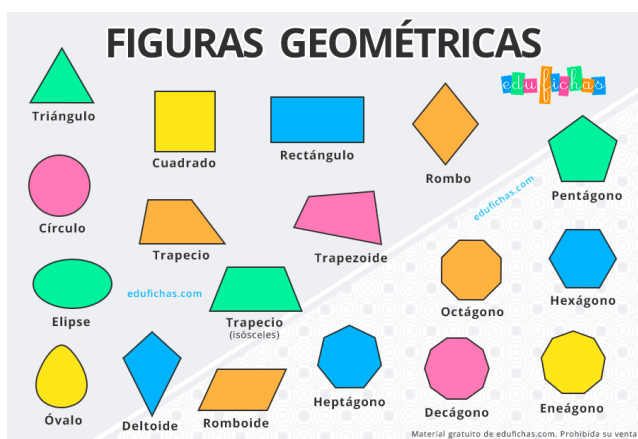 FIGURAS GEOMÉTRICAS
edufichas
Triángulo
Cuadrado
Rectángulo
Rombo
Pentágono
edufichas.com
Círculo
Trapecio
Trapezoide
Elipse
edufichas.com
Trapecio
(isósceles)
Octágono
Hexágono
Óvalo
Deltoide
Romboide
Heptágono
Decágono
Eneágono
Material gratuito de edufichas.com. Prohibida su venta